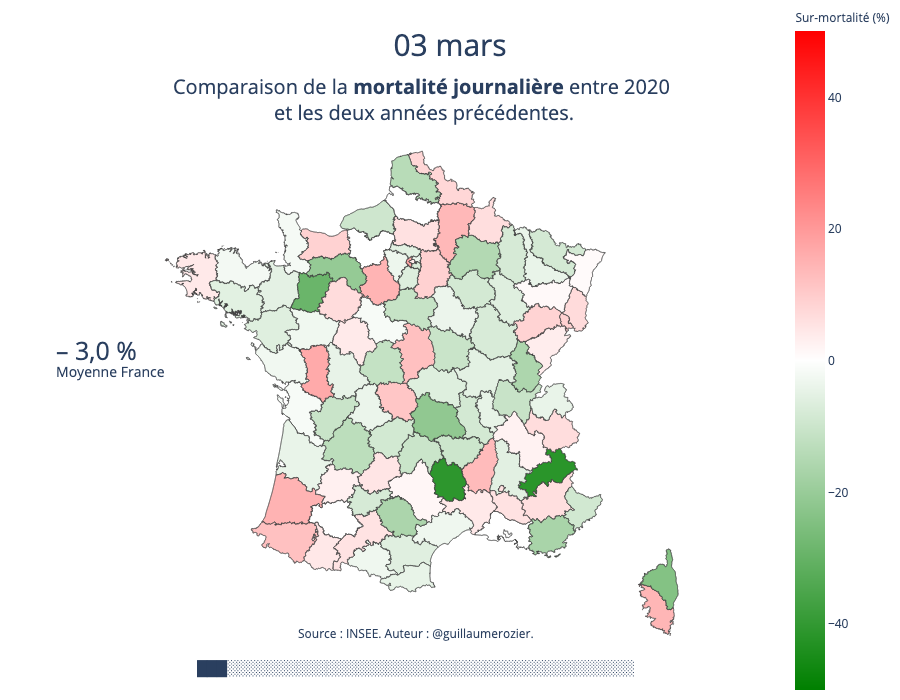 Sur-mortalité (%)
03 mars
Comparaison de la mortalité journalière entre 2020
et les deux années précédentes.
40
20
0
−20
−40
– 3,0 %
Moyenne France
Source : INSEE. Auteur : @guillaumerozier.